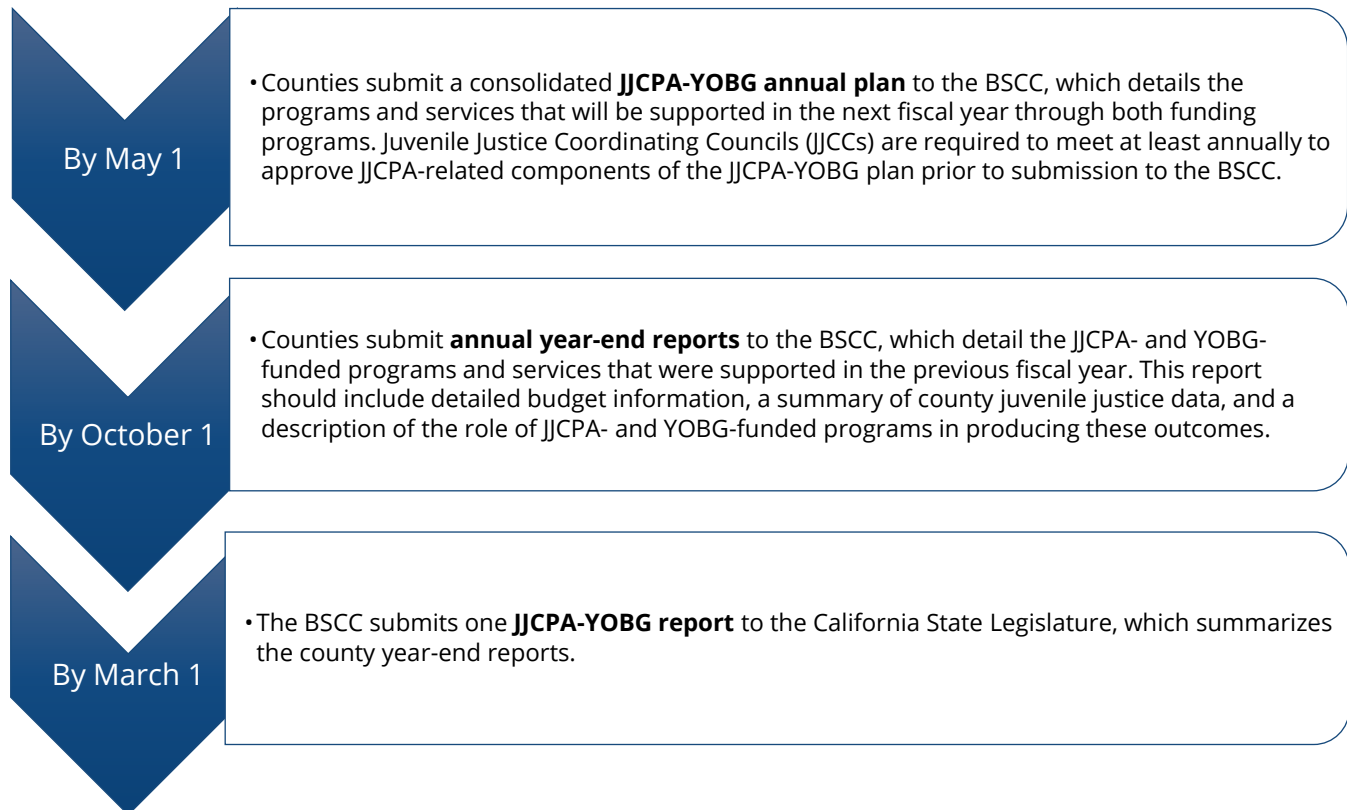 By May 1
•Counties submit a consolidated JJCPA-YOBG annual plan to the BSCC, which details the
programs and services that will be supported in the next fiscal year through both funding
programs. Juvenile Justice Coordinating Councils (JJCCs) are required to meet at least annually to
approve JJCPA-related components of the JJCPA-YOBG plan prior to submission to the BSCC.
By October 1
•Counties submit annual year-end reports to the BSCC, which detail the JJCPA- and YOBG-
funded programs and services that were supported in the previous fiscal year. This report
should include detailed budget information, a summary of county juvenile justice data, and a
description of the role of JJCPA- and YOBG-funded programs in producing these outcomes.
By March 1
•The BSCC submits one JJCPA-YOBG report to the California State Legislature, which summarizes
the county year-end reports.